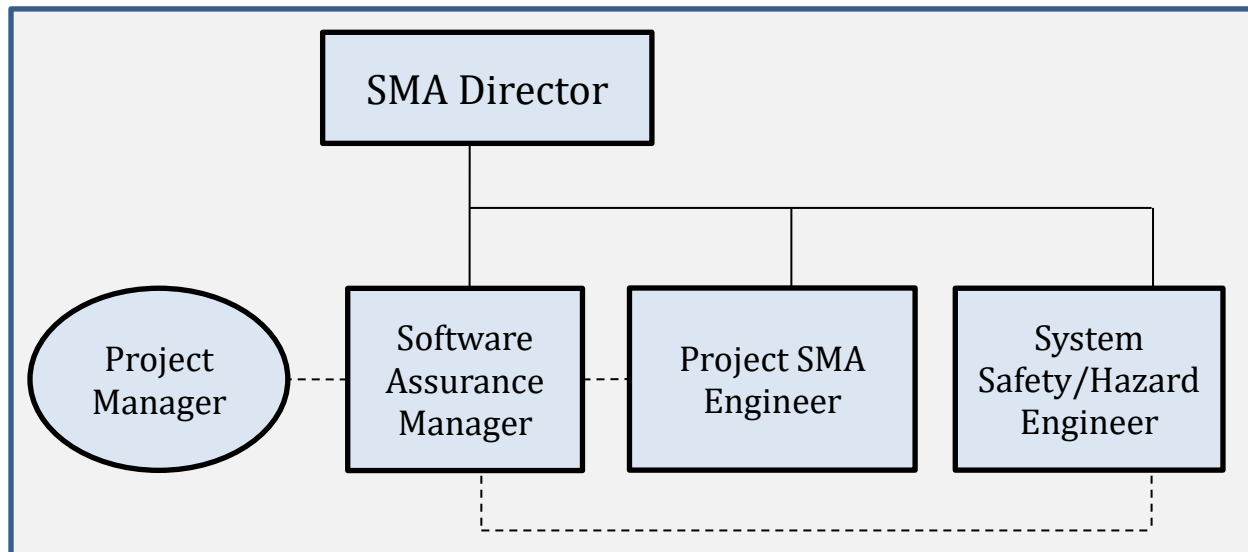 SMA Director
Project
Manager
Software
Assurance
Manager
Project SMA
Engineer
System
Safety/Hazard
Engineer